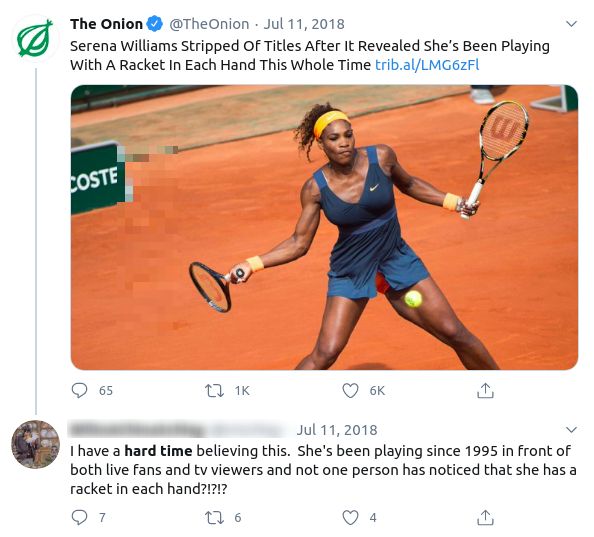 The Onion @TheOnion · Jul 11, 2018
Serena Williams Stripped Of Titles After It Revealed She’s Been Playing
With A Racket In Each Hand This Whole Time trib.al/LMG6zFl
COSTE
W
65 1K 6K
Jul 11, 2018
I have a hard time believing this. She's been playing since 1995 in front of
both live fans and tv viewers and not one person has noticed that she has a
racket in each hand?!?!?
7 6 4